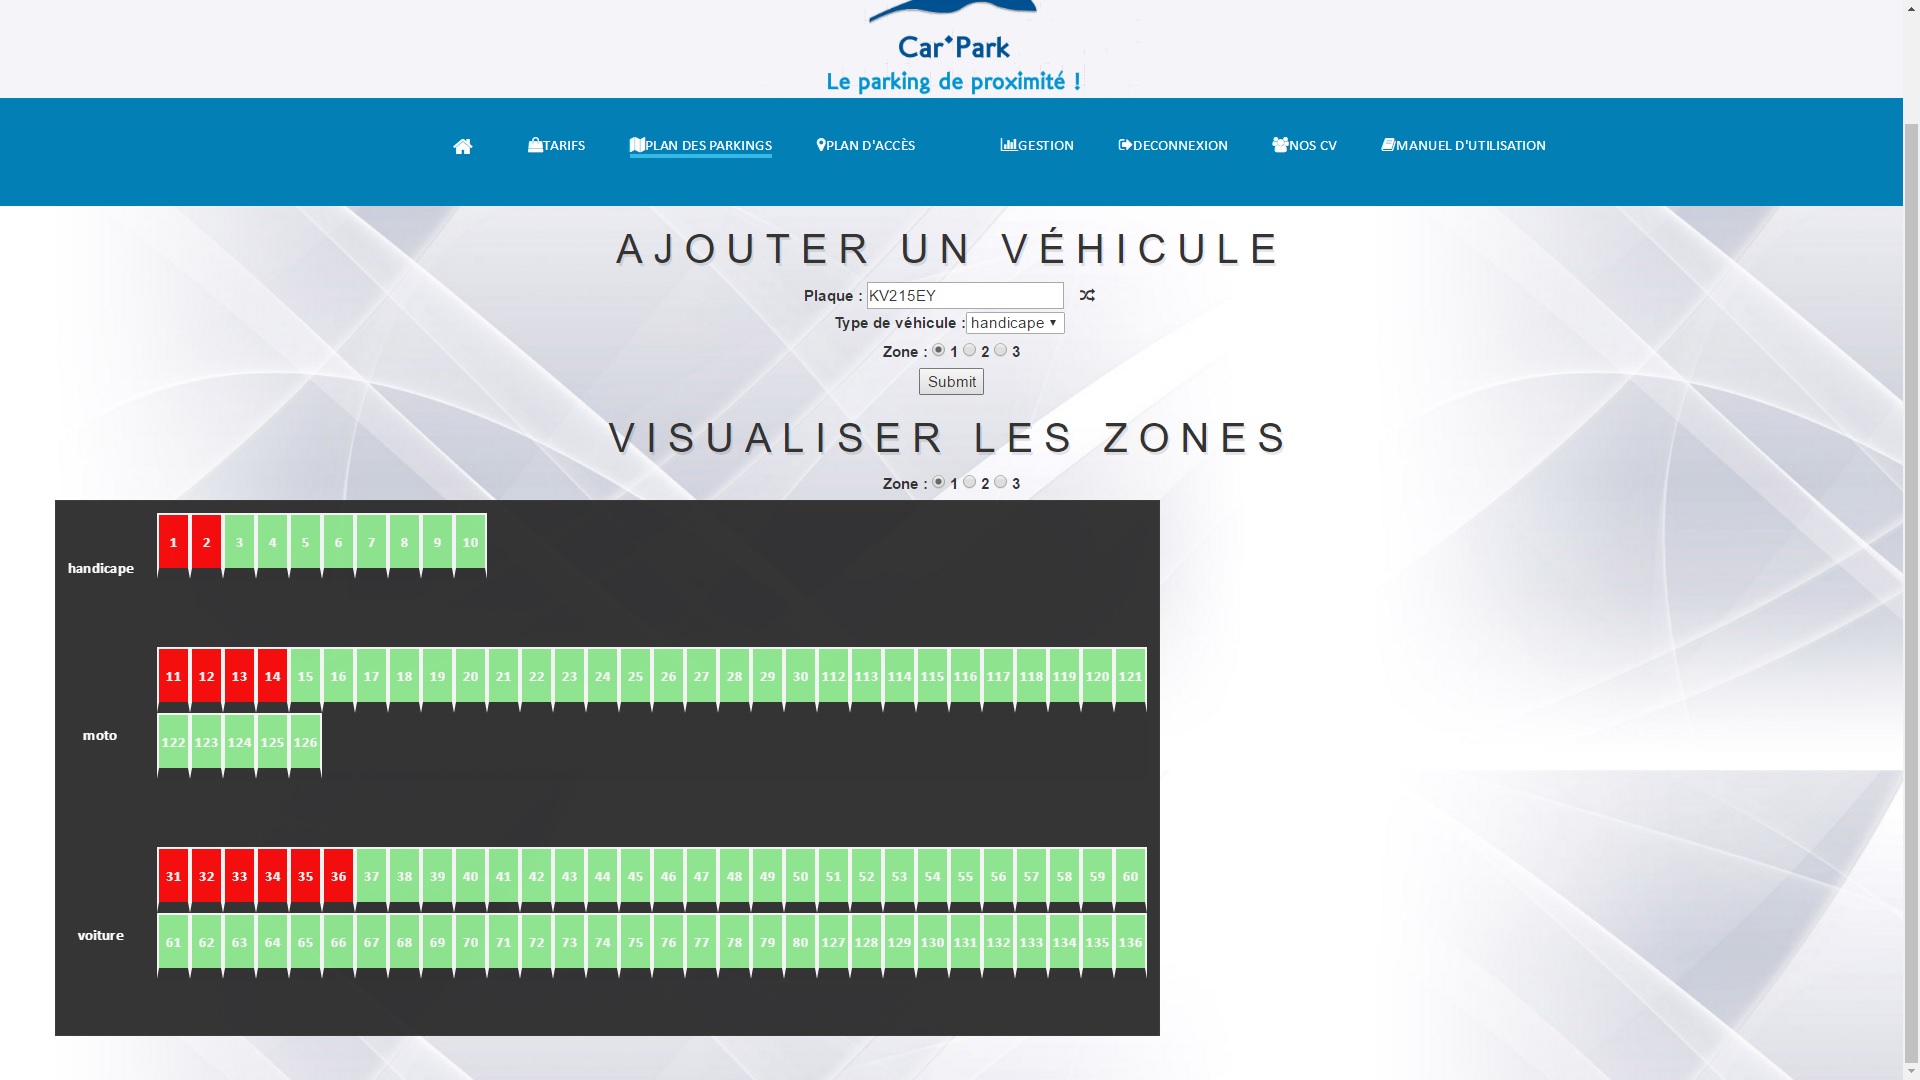 Car'Park
Le parking de proximité !
TARIFS PLAN DES PARKINGS PLAN D'ACCÈS GESTION DECONNEXION NOS CV MANUEL D'UTILISATION
AJOUTER UN VÉHICULE
Plaque : KV215EY
Type de véhicule : handicape
Zone : 1 2 3
Submit
VISUALISER LES ZONES
Zone : 1 2 3
1 2 3 4 5 6 7 8 9 10
handicape
11 12 13 14 15 16 17 18 19 20 21 22 23 24 25 26 27 28 29 30 112 113 114 115 116 117 118 119 120 121
moto
122 123 124 125 126
31 32 33 34 35 36 37 38 39 40 41 42 43 44 45 46 47 48 49 50 51 52 53 54 55 56 57 58 59 60
voiture
61 62 63 64 65 66 67 68 69 70 71 72 73 74 75 76 77 78 79 80 127 128 129 130 131 132 133 134 135 136